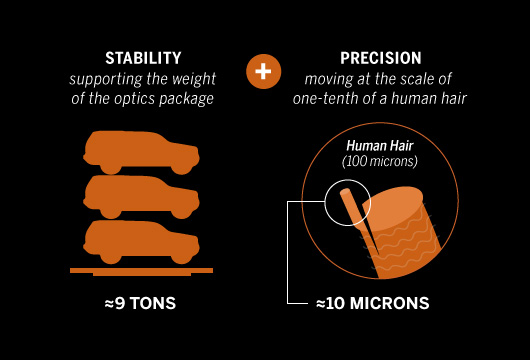 STABILITY
supporting the weight
of the optics package
≈9 TONS
+
PRECISION
moving at the scale of
one-tenth of a human hair
Human Hair
(100 microns)
≈10 MICRONS